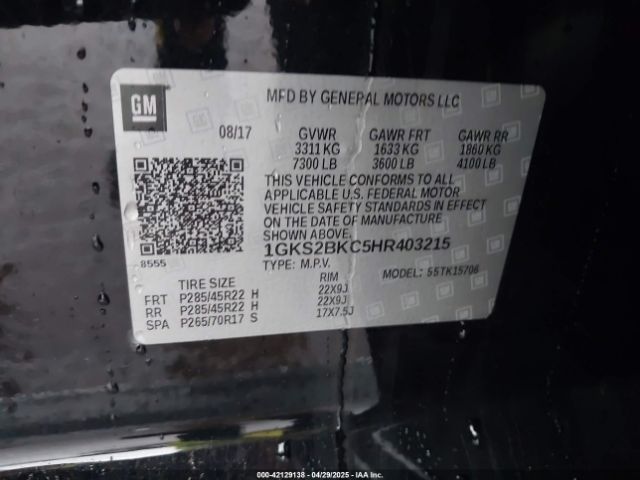 GM
MFD BY GENEPAL MOTORS LLC
08/17 GVWR GAWR FRT GAWR RR
3311 KG 1633 KG 1860 KG
7300 LB 3600 LB 4100 LB
THIS VEHICLE CONFORMS TO ALL
APPLICABLE U.S. FEDERAL MOTOR
VEHICLE SAFETY STANDARDS IN EFFECT
ON THE DATE OF MANUFACTURE
SHOWN ABOVE.
1GKS2BKC5HR403215
8555
TYPE: M.P.V. MODEL: 5STK15706
TIRE SIZE RIM
FRT P285/45R22 H 22X9J
RR P285/45R22 H 22X9J
SPA P265/70R17 S 17X7.5J
000-42129138 - 04/29/2025 - IAA Inc.